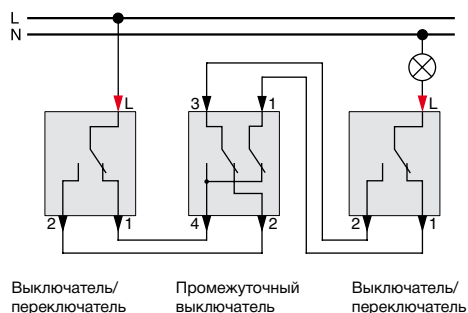 L
N
L 3 1 L
2 1 4 2 2 1
Выключатель/ Промежуточный Выключатель/
переключатель выключатель переключатель